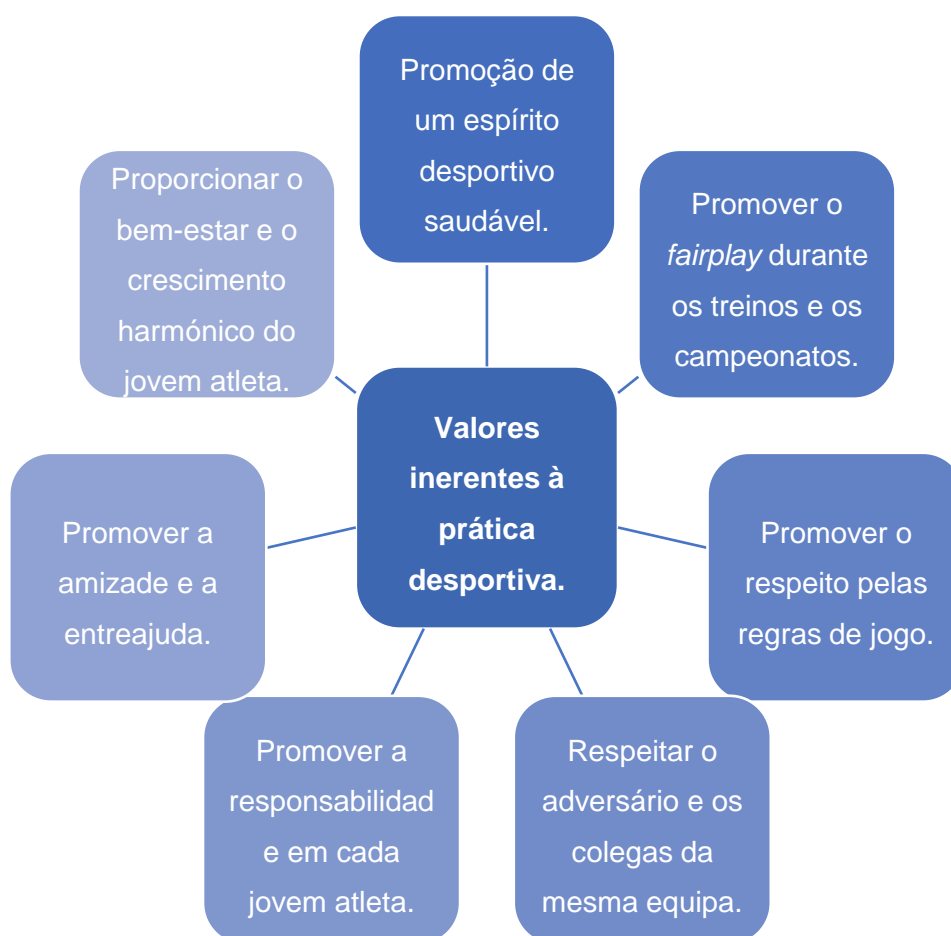 Promoção de
um espírito
desportivo
saudável.
Promover o
fairplay durante
os treinos e os
campeonatos.
Promover o
respeito pelas
regras de jogo.
Respeitar o
adversário e os
colegas da
mesma equipa.
Promover a
responsabilidad
e em cada
jovem atleta.
Promover a
amizade e a
entreajuda.
Proporcionar o
bem-estar e o
crescimento
harmónico do
jovem atleta.
Valores
inerentes à
prática
desportiva.